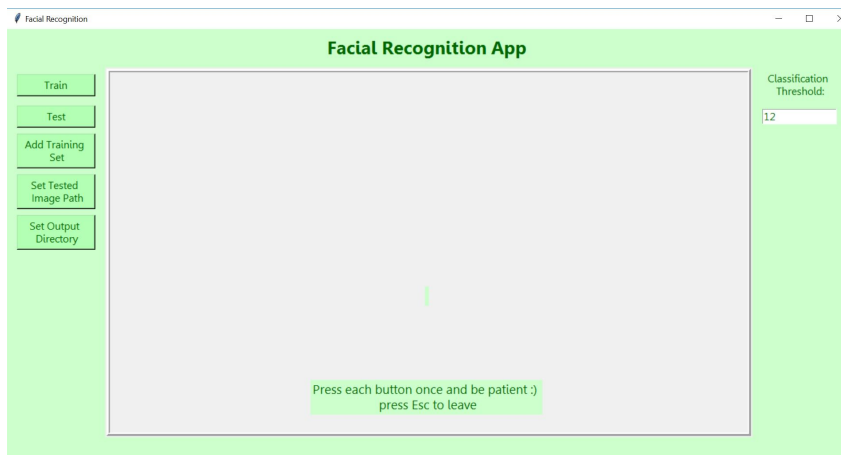 Facial Recognition
Facial Recognition App
Train
Test
Add Training
Set
Set Tested
Image Path
Set Output
Directory
Classification
Threshold:
12
Press each button once and be patient :)
press Esc to leave